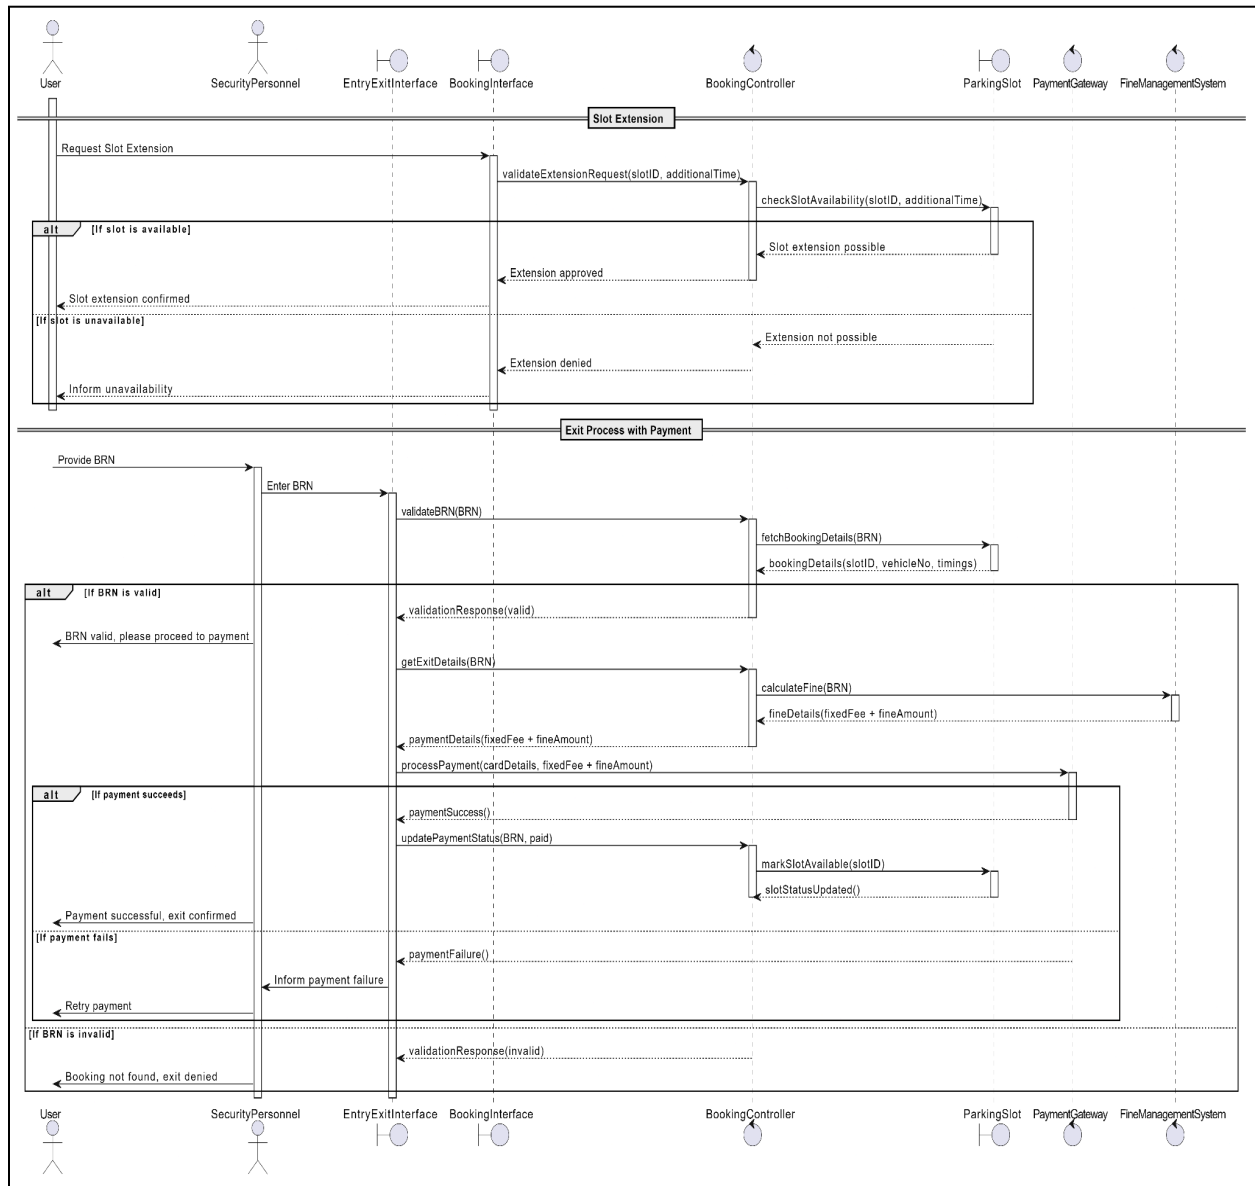 User
SecurityPersonnel
EntryExitInterface
BookingInterface
BookingController
ParkingSlot
PaymentGateway
FineManagementSystem
Slot Extension
Request Slot Extension
validateExtensionRequest(slotID, additionalTime)
checkSlotAvailability(slotID, additionalTime)
alt [If slot is available]
Slot extension possible
Extension approved
Slot extension confirmed
[If slot is unavailable]
Extension not possible
Extension denied
Inform unavailability
Exit Process with Payment
Provide BRN
Enter BRN
validateBRN(BRN)
fetchBookingDetails(BRN)
bookingDetails(slotID, vehicleNo, timings)
alt [If BRN is valid]
validationResponse(valid)
BRN valid, please proceed to payment
getExitDetails(BRN)
calculateFine(BRN)
fineDetails(fixedFee + fineAmount)
paymentDetails(fixedFee + fineAmount)
processPayment(cardDetails, fixedFee + fineAmount)
alt [If payment succeeds]
paymentSuccess()
updatePaymentStatus(BRN, paid)
markSlotAvailable(slotID)
slotStatusUpdated()
Payment successful, exit confirmed
[If payment fails]
paymentFailure()
Inform payment failure
Retry payment
[If BRN is invalid]
validationResponse(invalid)
Booking not found, exit denied
User
SecurityPersonnel
EntryExitInterface
BookingInterface
BookingController
ParkingSlot
PaymentGateway
FineManagementSystem